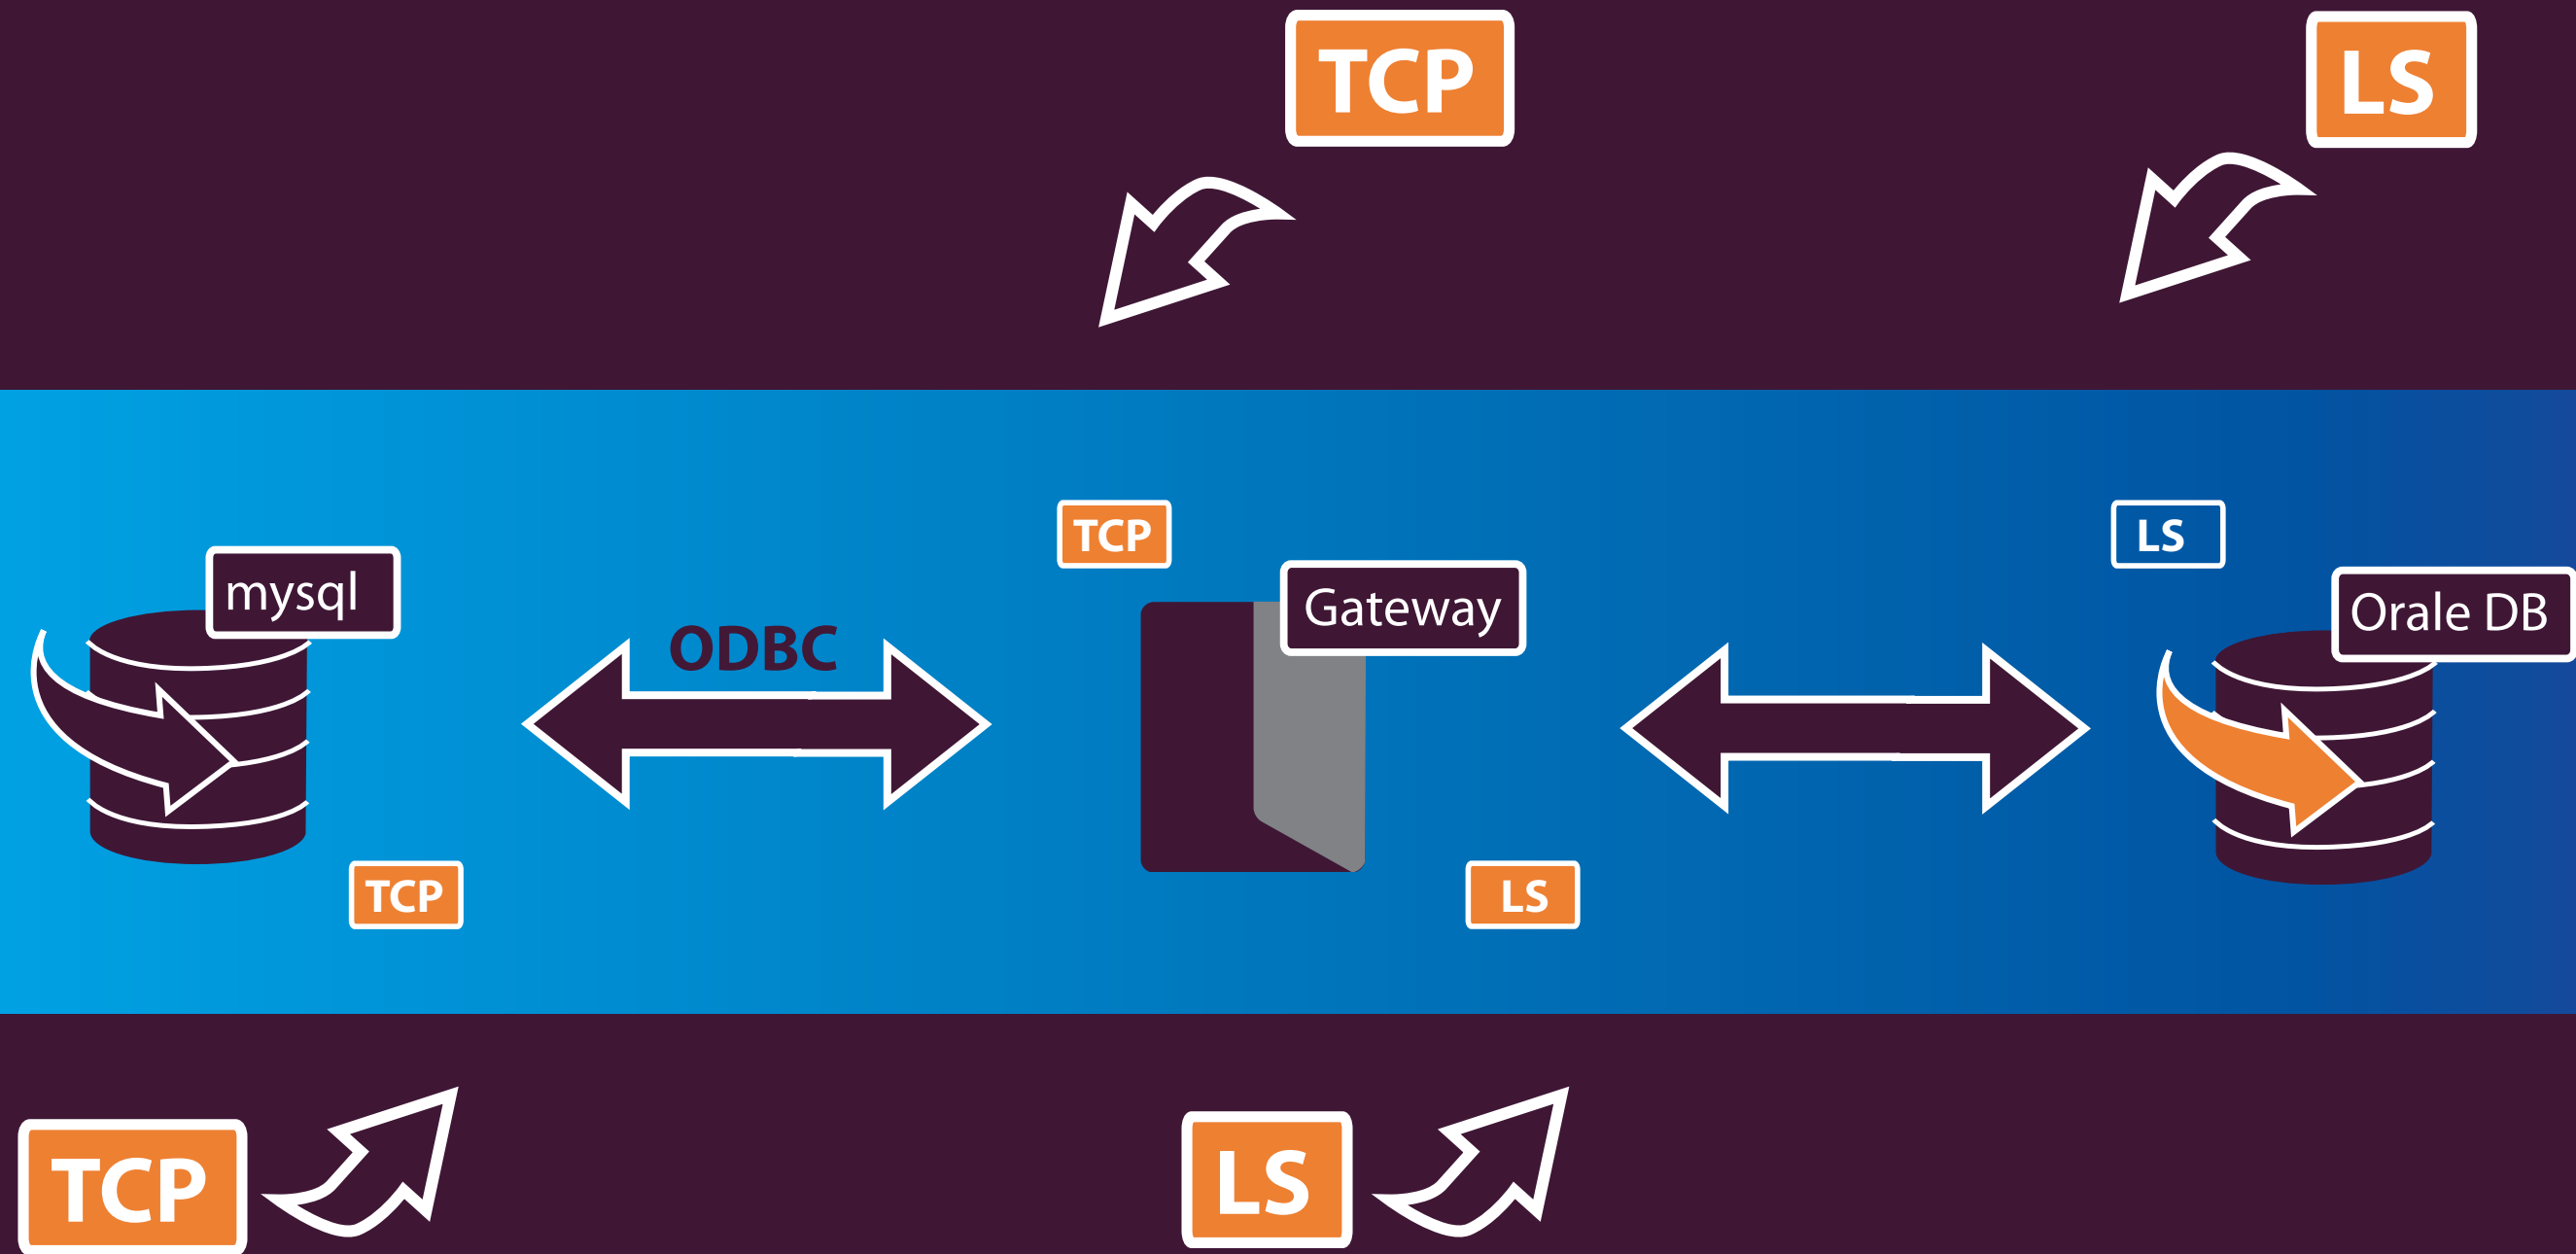 TCP
LS
TCP
LS
mysql
Gateway
Orale DB
ODBC
TCP
LS
TCP
LS